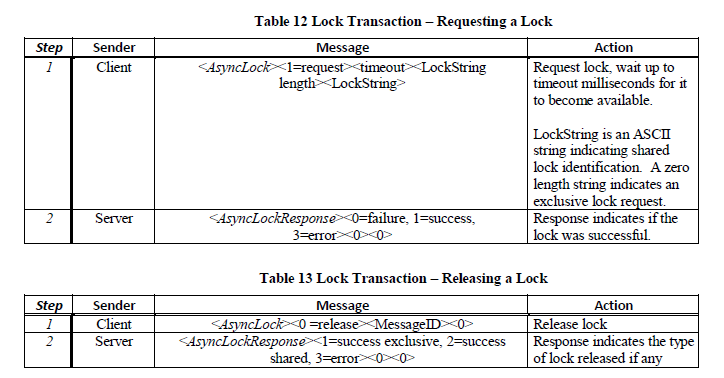 Table 12 Lock Transaction – Requesting a Lock
Step Sender Message Action
1 Client <AsyncLock><1=request><timeout><LockString Request lock, wait up to
length><LockString> timeout milliseconds for it
to become available.
LockString is an ASCII
string indicating shared
lock identification. A zero
length string indicates an
exclusive lock request.
2 Server <AsyncLockResponse><0=failure, 1=success, Response indicates if the
3=error><0><0> lock was successful.
Table 13 Lock Transaction – Releasing a Lock
Step Sender Message Action
1 Client <AsyncLock><0 =release><MessageID><0> Release lock
2 Server <AsyncLockResponse><1=success exclusive, 2=success Response indicates the type
shared, 3=error><0><0> of lock released if any